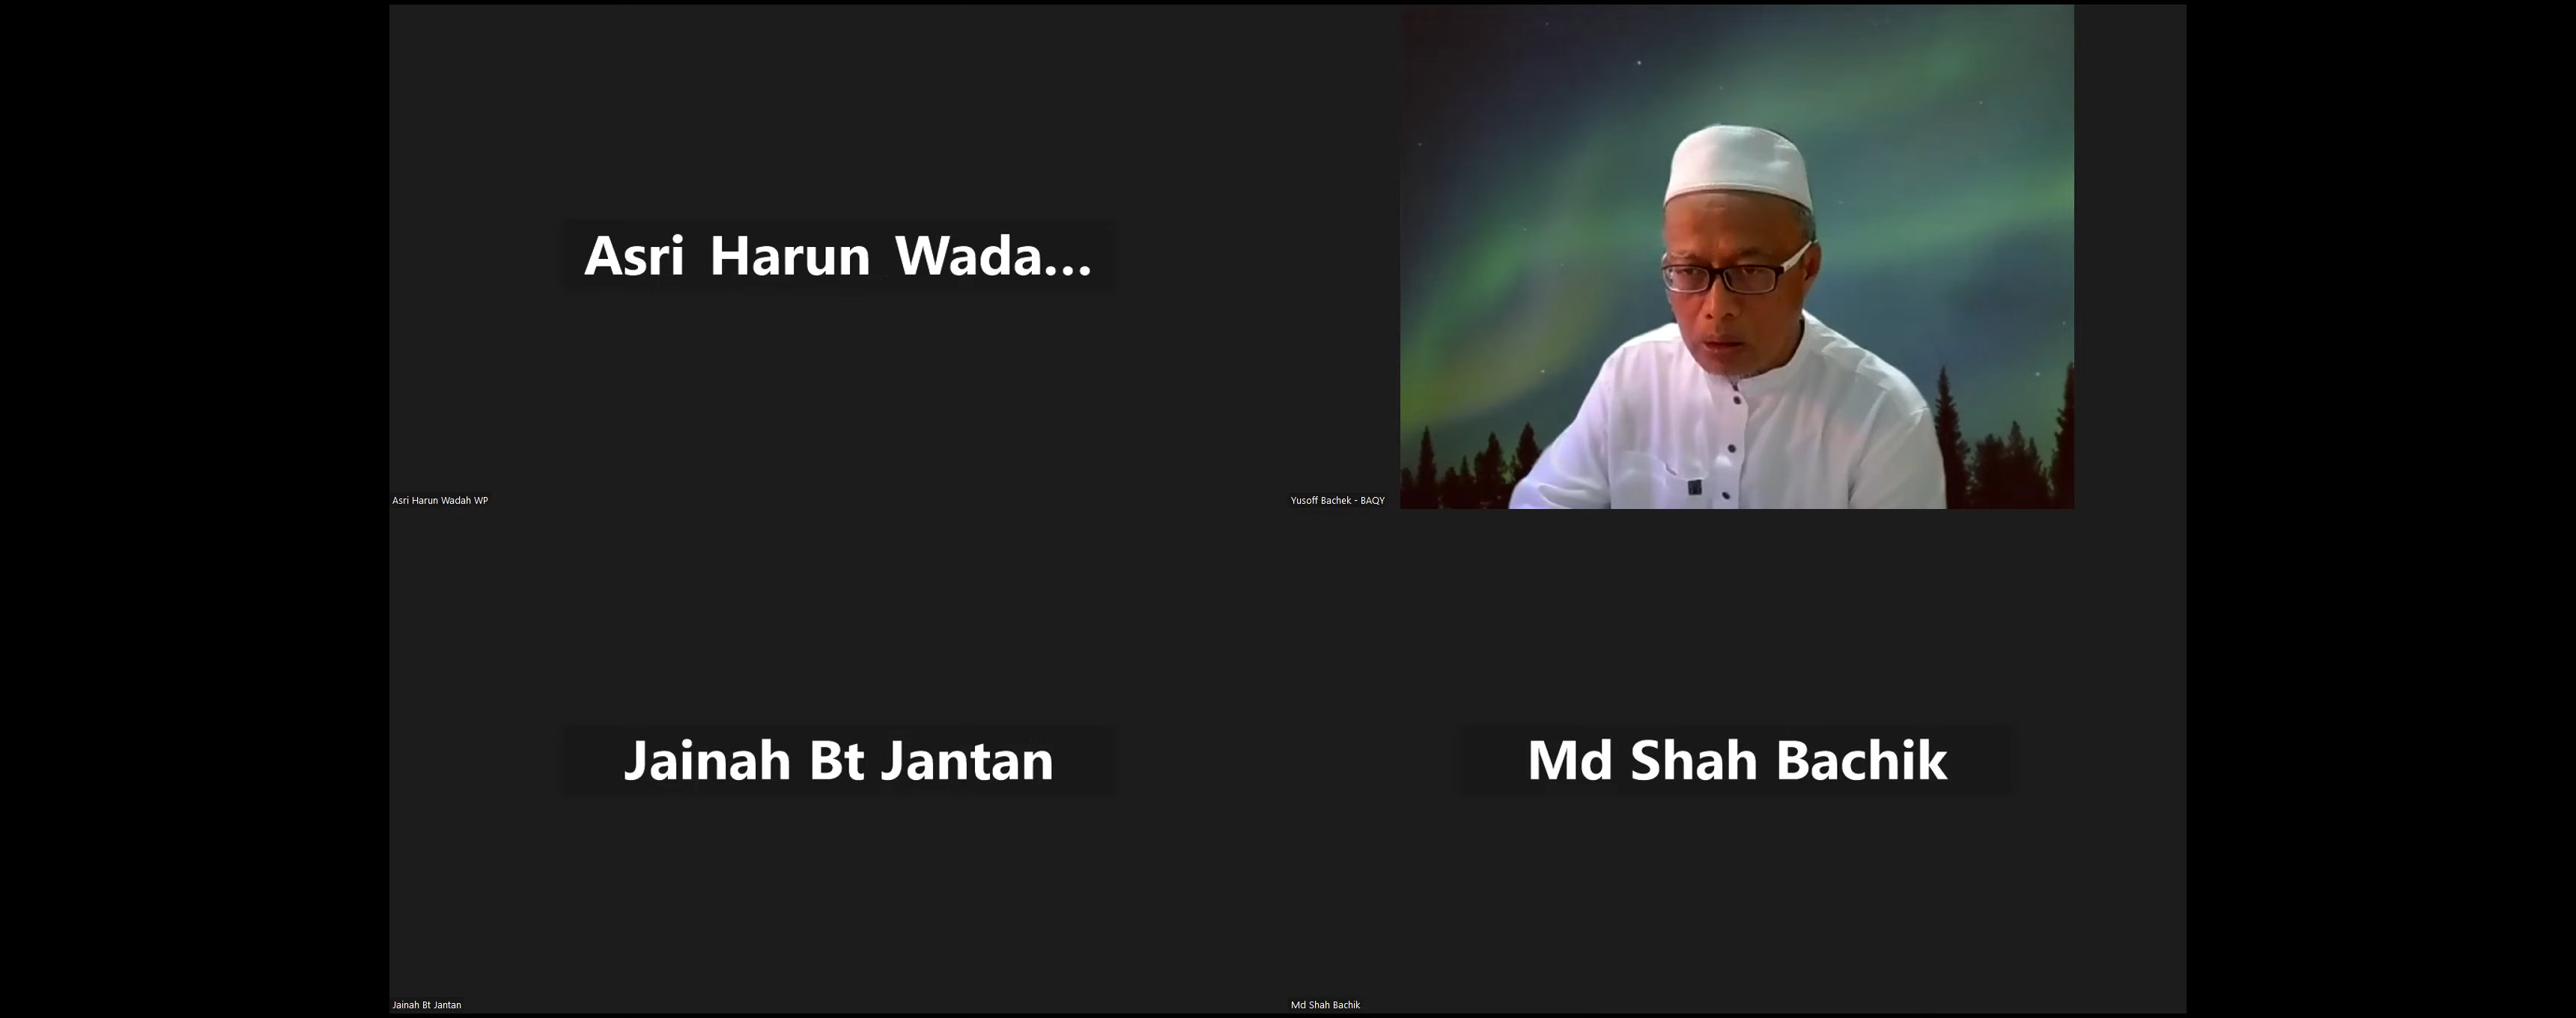 Asri Harun Wada...
Asri Harun Wadah WP
Yusoff Bachek - BAQY
Jainah Bt Jantan
Md Shah Bachik
Jainah Bt Jantan
Md Shah Bachik